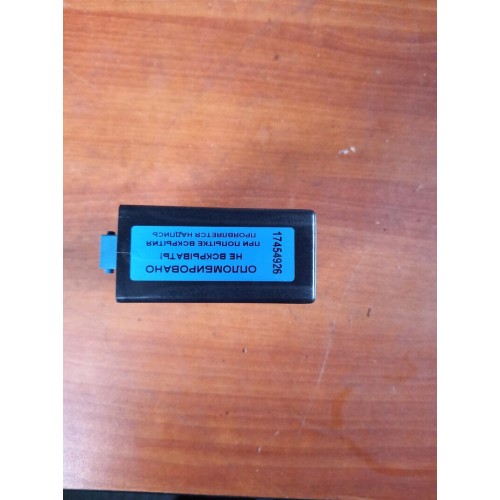 ОПЛОМБИРОВАНО
НЕ ВСКРЫВАТЬ!
ПРИ ПОПЫТКЕ ВСКРЫТИЯ
ПРОЯВЛЯЕТСЯ НАДПИСЬ
17454926